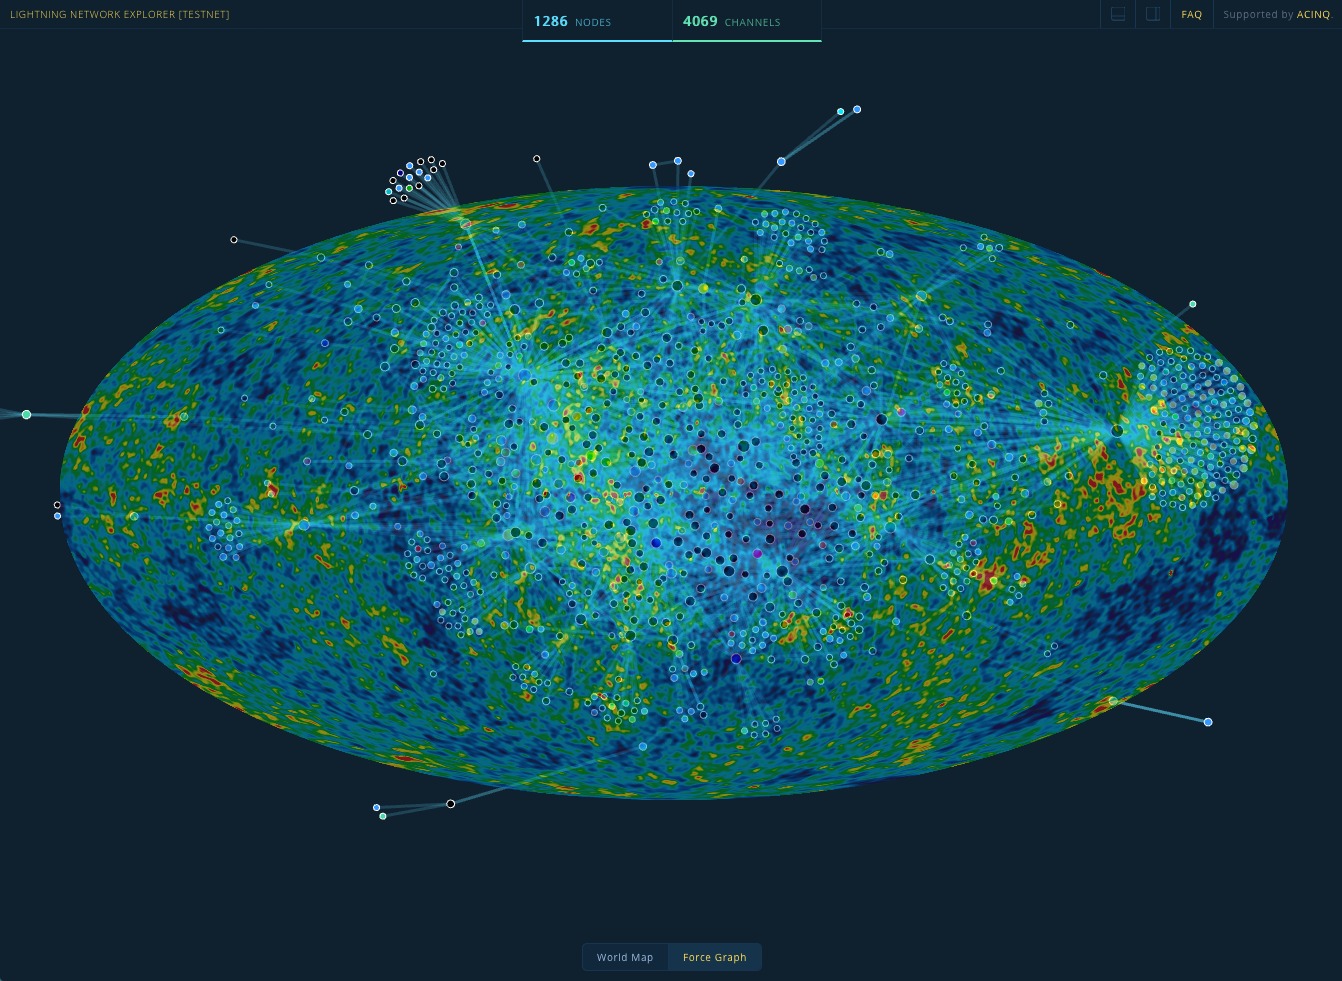 LIGHTNING NETWORK EXPLORER [TESTNET]
1286 NODES
4069 CHANNELS
FAQ
Supported by ACINQ
World Map
Force Graph